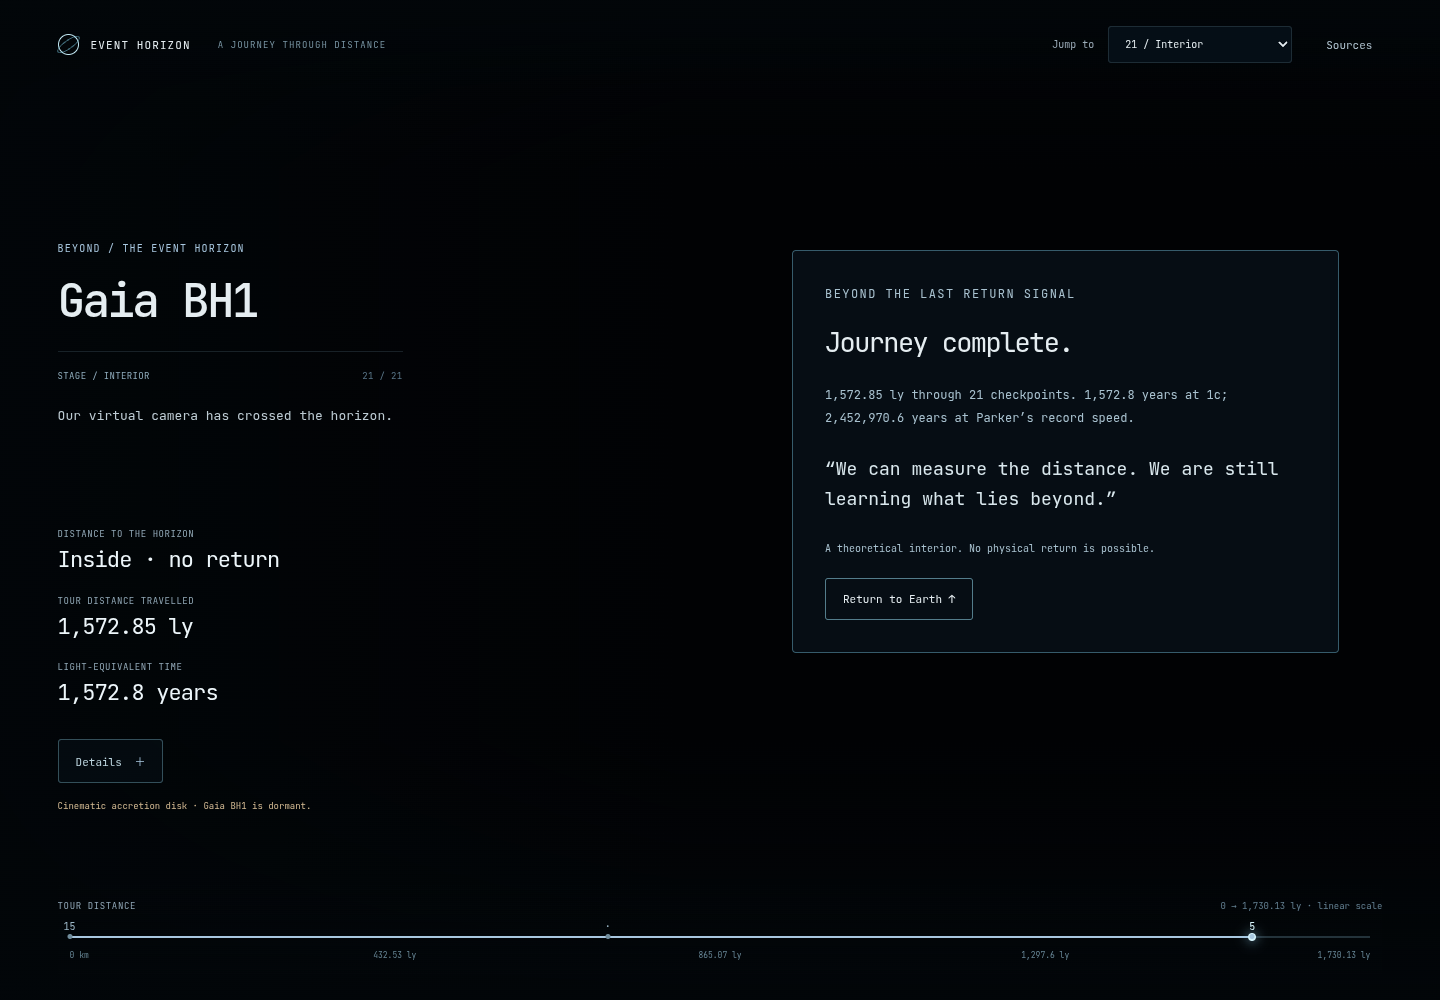 EVENT HORIZON
A JOURNEY THROUGH DISTANCE
Jump to
21 / Interior
Sources
BEYOND / THE EVENT HORIZON
Gaia BH1
STAGE / INTERIOR
21 / 21
Our virtual camera has crossed the horizon.
DISTANCE TO THE HORIZON
Inside · no return
TOUR DISTANCE TRAVELLED
1,572.85 ly
LIGHT-EQUIVALENT TIME
1,572.8 years
Details +
Cinematic accretion disk · Gaia BH1 is dormant.
BEYOND THE LAST RETURN SIGNAL
Journey complete.
1,572.85 ly through 21 checkpoints. 1,572.8 years at 1c;
2,452,970.6 years at Parker’s record speed.
“We can measure the distance. We are still
learning what lies beyond.”
A theoretical interior. No physical return is possible.
Return to Earth ↑
TOUR DISTANCE
0 → 1,730.13 ly · linear scale
15
·
5
0 km
432.53 ly
865.07 ly
1,297.6 ly
1,730.13 ly